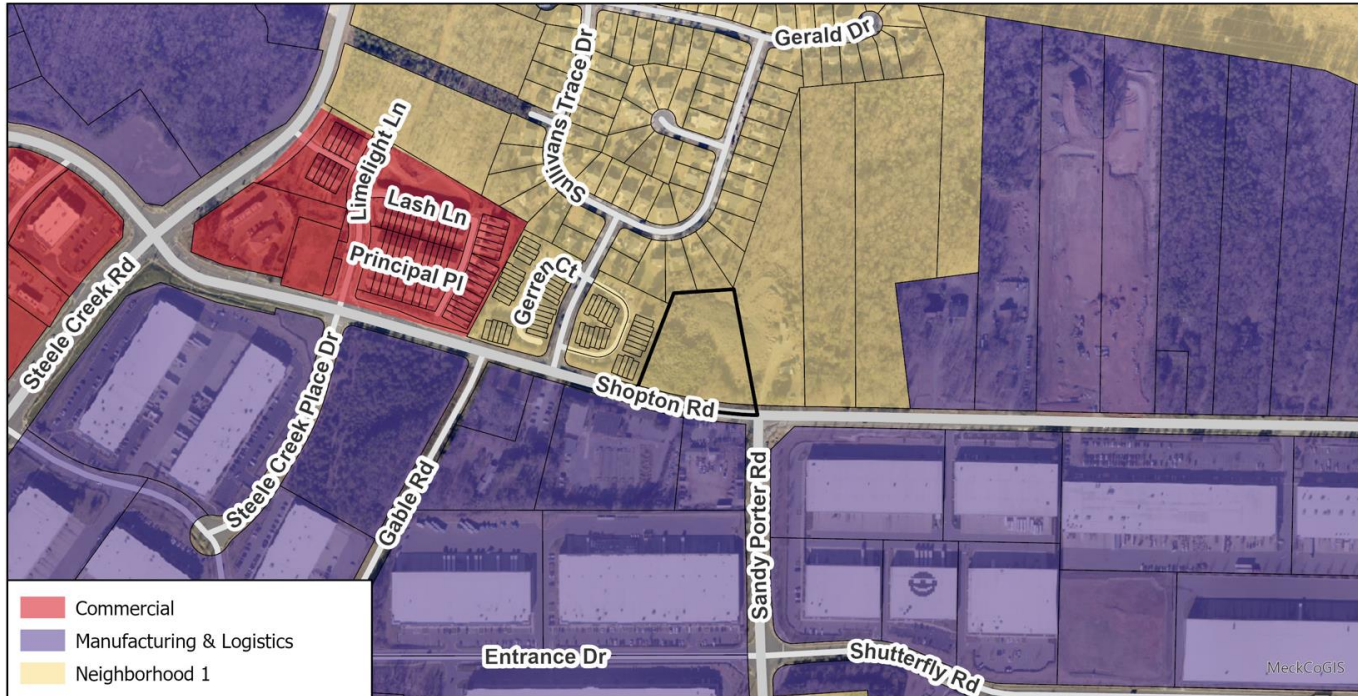 Gerald Dr
Sullivans Trace Dr
Limelight Ln
Lash Ln
Principal Pl
Gerren Ct
Steele Creek Rd
Steele Creek Place Dr
Shopton Rd
Gable Rd
Sandy Porter Rd
Entrance Dr
Shutterfly Rd
Commercial
Manufacturing & Logistics
Neighborhood 1
MeckCoGIS